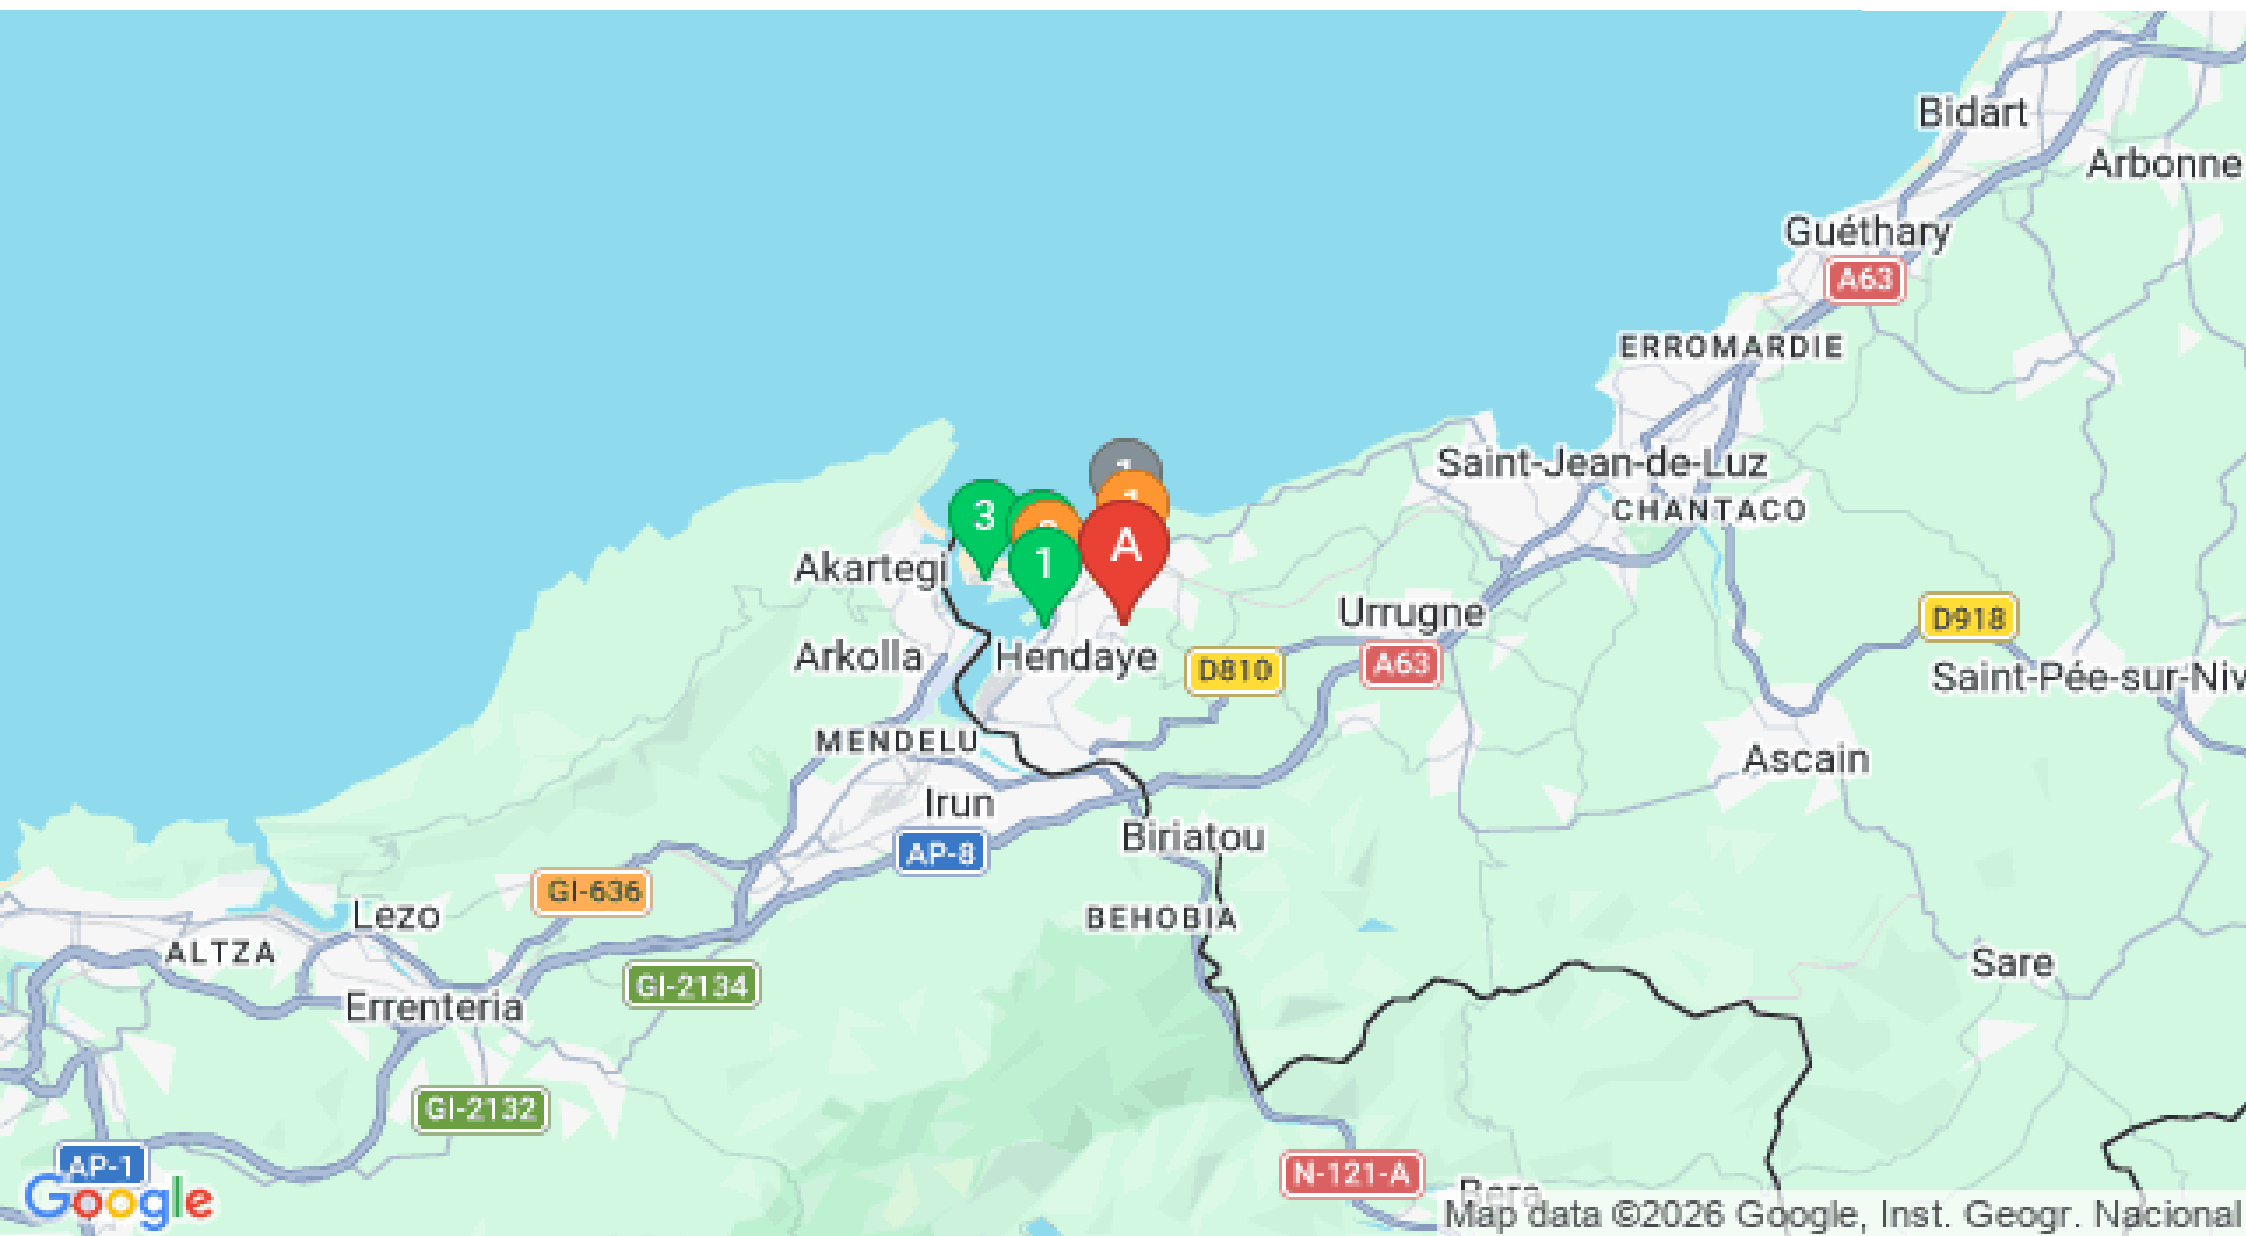 Bidart
Arbonne
Guéthary
A63
ERROMARDIE
Saint-Jean-de-Luz
CHANTACO
3
1
A
Akartegi
Urrugne
D918
Arkolla
Hendaye
D810
A63
Saint-Pée-sur-Niv
MENDELU
Ascain
Irun
Biriatou
AP-8
GI-636
Lezo
BEHOBIA
ALTZA
Sare
GI-2134
Errenteria
GI-2132
AP-1
N-121-A
Bera
Google
Map data ©2026 Google, Inst. Geogr. Nacional